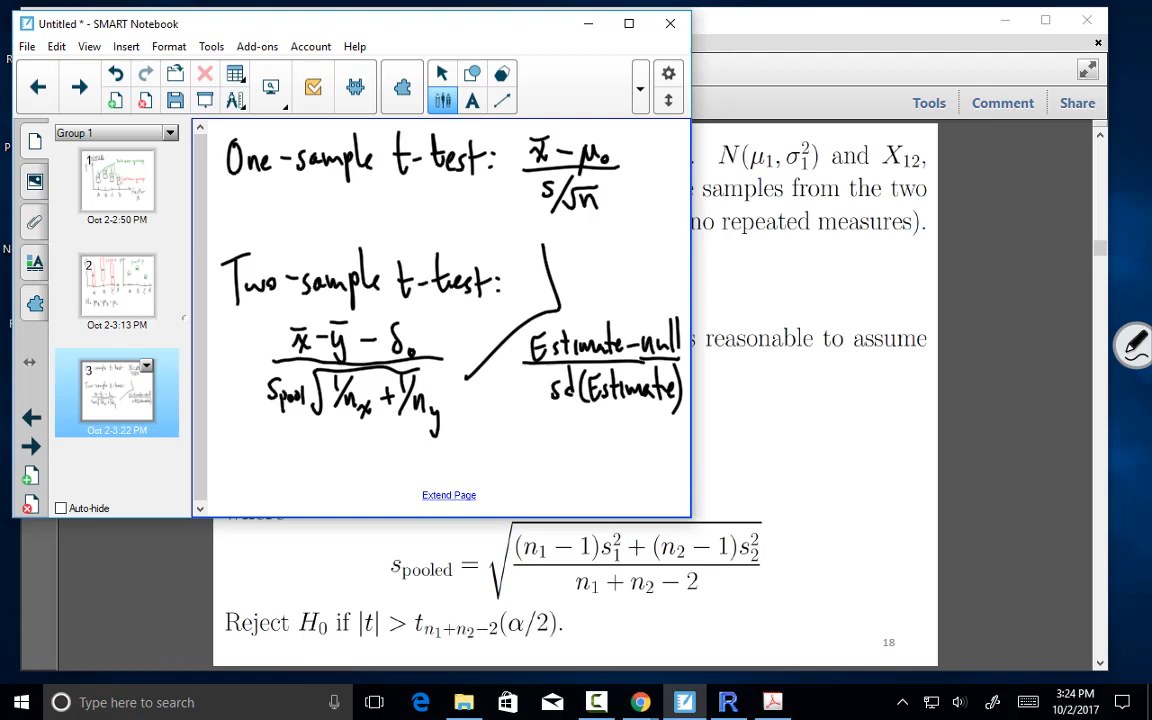 Untitled * - SMART Notebook
File Edit View Insert Format Tools Add-ons Account Help
Group 1
1
Oct 2-2:50 PM
2
Oct 2-3:13 PM
3
Oct 2-3:22 PM
Auto-hide
One-sample t-test: x̄ - μ₀ / s/√n
Two-sample t-test:
x̄ - ȳ - δ₀ / Spool √(1/nx + 1/ny)
Estimate - null / sd(Estimate)
Extend Page
Tools Comment Share
N(μ₁, σ₁²) and X₁₂,
samples from the two
no repeated measures).
s reasonable to assume
s_pooled = √((n₁ − 1)s₁² + (n₂ − 1)s₂² / n₁ + n₂ − 2)
Reject H₀ if |t| > t_{n₁+n₂−2}(α/2).
18
Type here to search
3:24 PM
10/2/2017